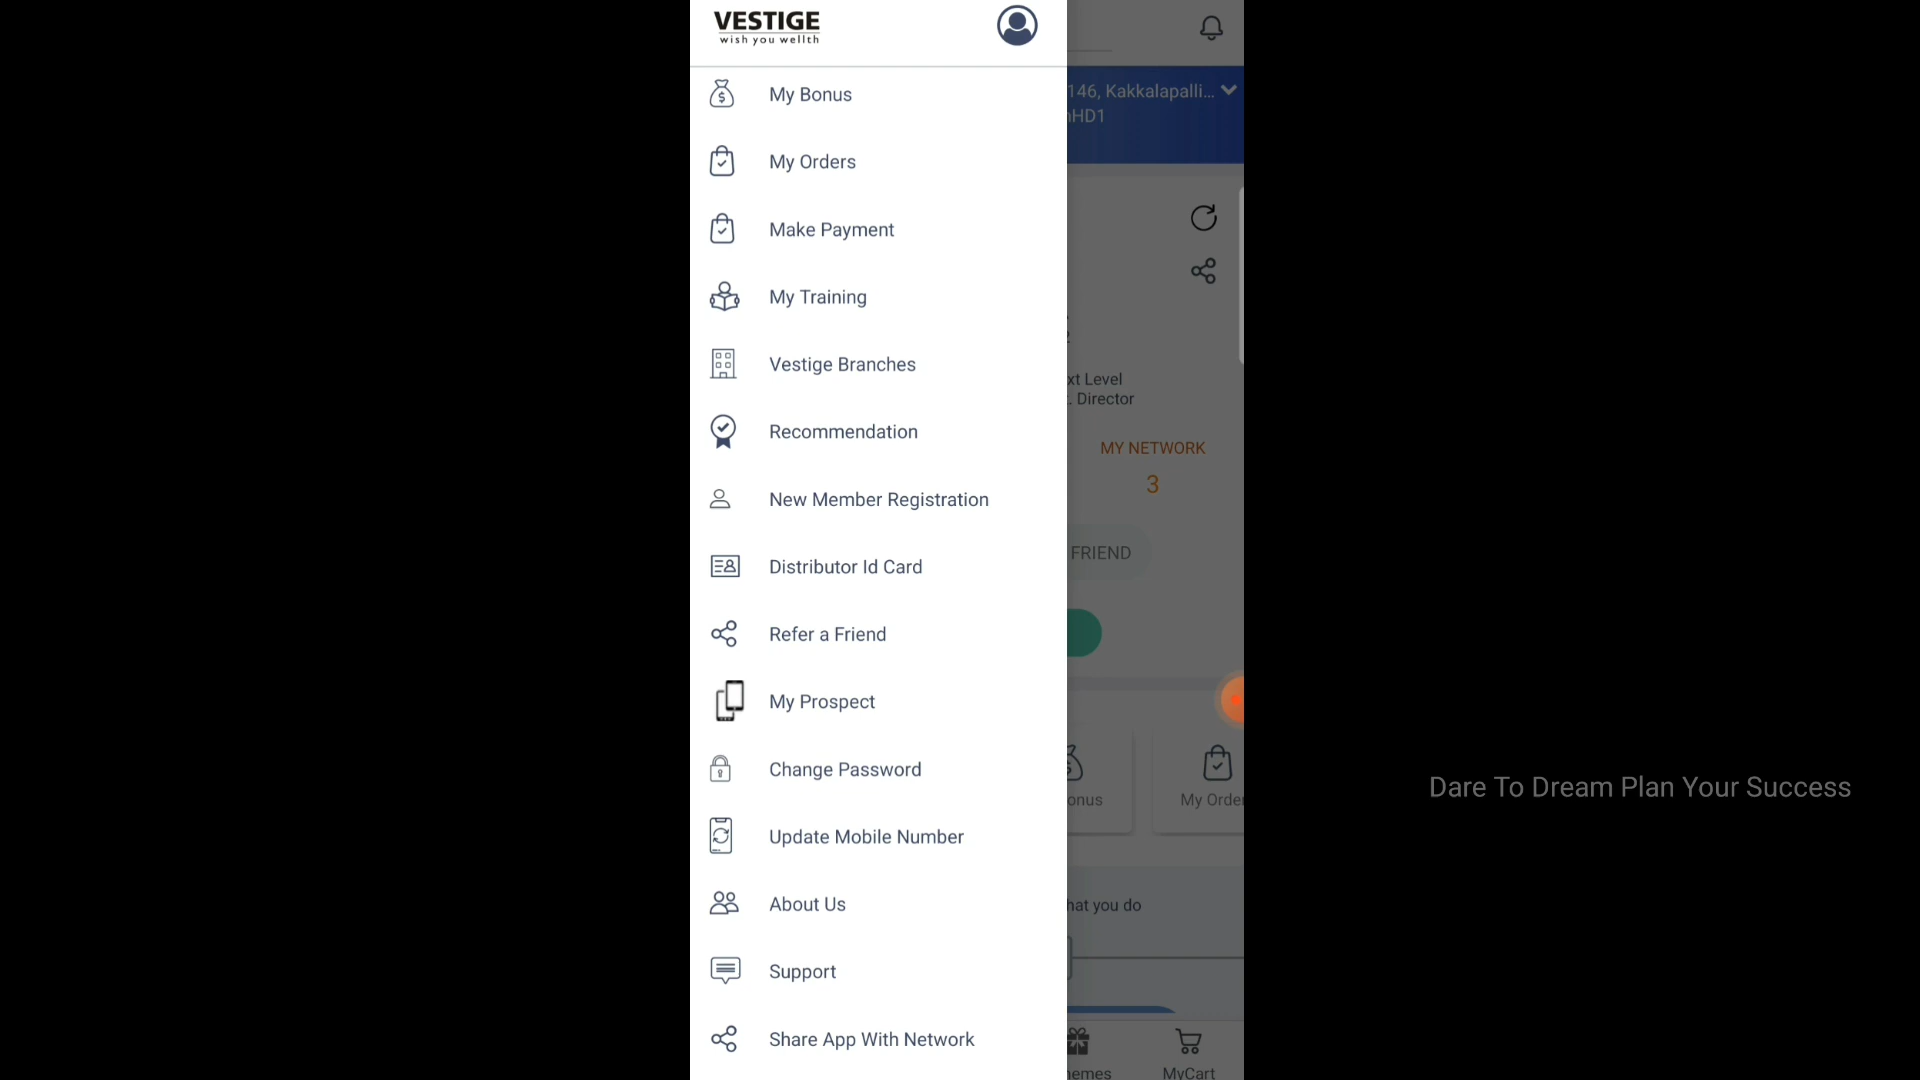 VESTIGE
wish you wellth
My Bonus
My Orders
Make Payment
My Training
Vestige Branches
Recommendation
New Member Registration
Distributor Id Card
Refer a Friend
My Prospect
Change Password
Update Mobile Number
About Us
Support
Share App With Network
146, Kakkalapalli...
HD1
xt Level
. Director
MY NETWORK
3
FRIEND
onus
My Order
hat you do
hemes
MyCart
Dare To Dream Plan Your Success